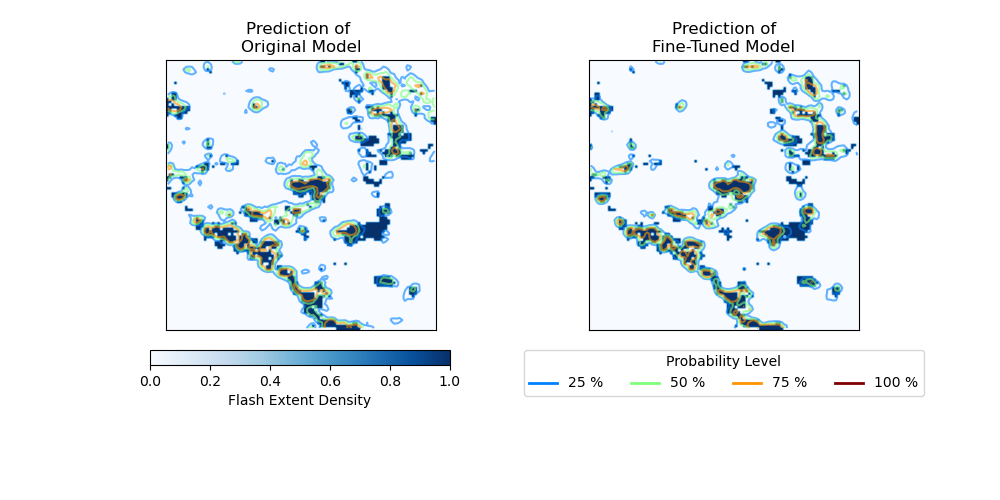 Prediction of
Original Model
Prediction of
Fine-Tuned Model
0.0 0.2 0.4 0.6 0.8 1.0
Flash Extent Density
Probability Level
25 % 50 % 75 % 100 %